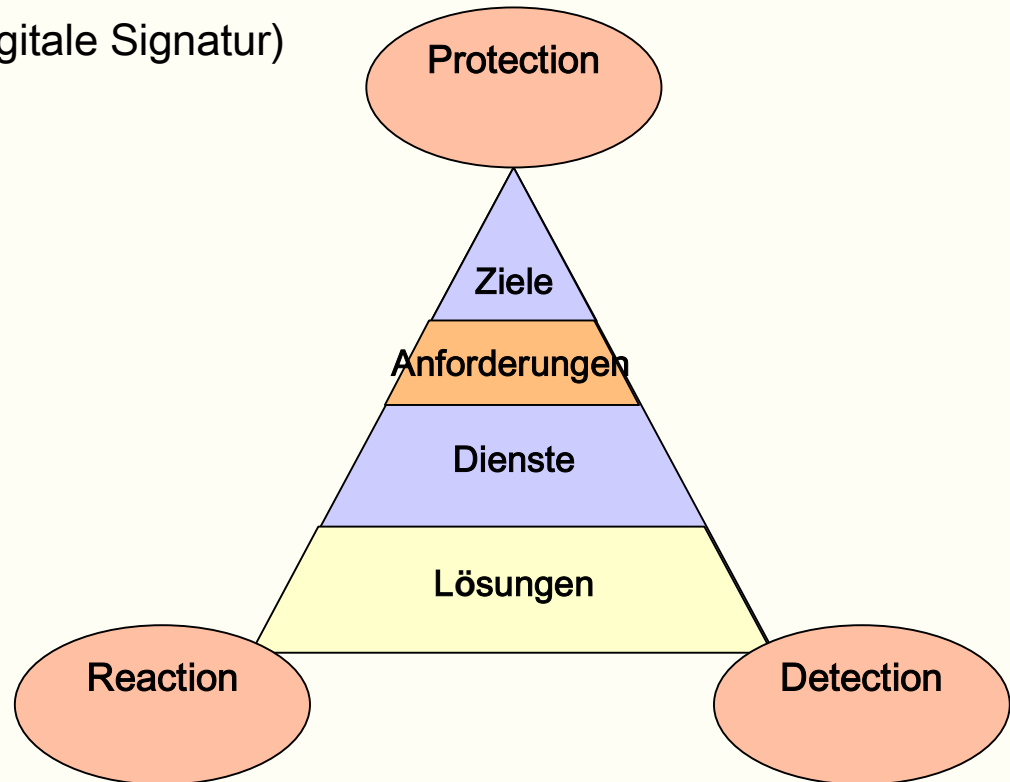 gitale Signatur)
Protection
Ziele
Anforderungen
Dienste
Lösungen
Reaction
Detection